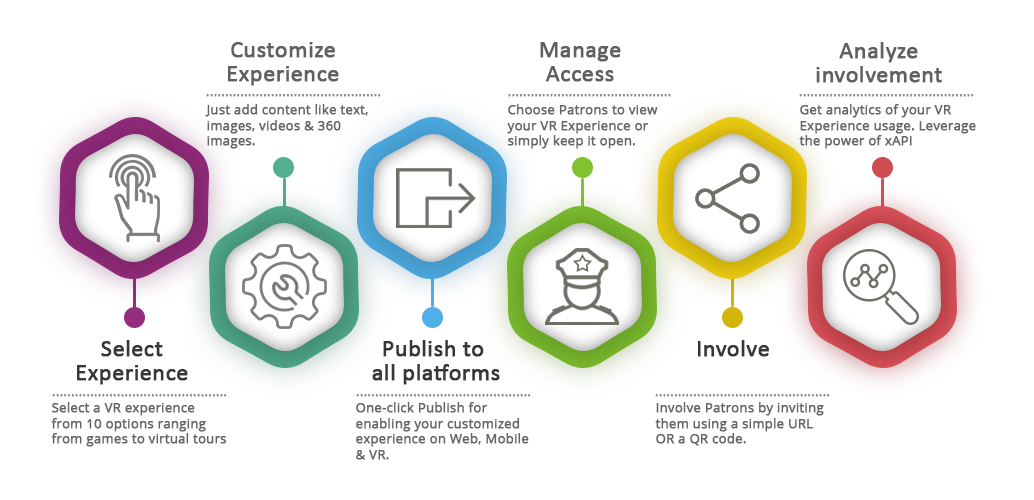 Select
Experience
Select a VR experience
from 10 options ranging
from games to virtual tours
Customize
Experience
Just add content like text,
images, videos & 360
images.
Publish to
all platforms
One-click Publish for
enabling your customized
experience on Web, Mobile
& VR.
Manage
Access
Choose Patrons to view
your VR Experience or
simply keep it open.
Involve
Involve Patrons by inviting
them using a simple URL
OR a QR code.
Analyze
involvement
Get analytics of your VR
Experience usage. Leverage
the power of xAPI